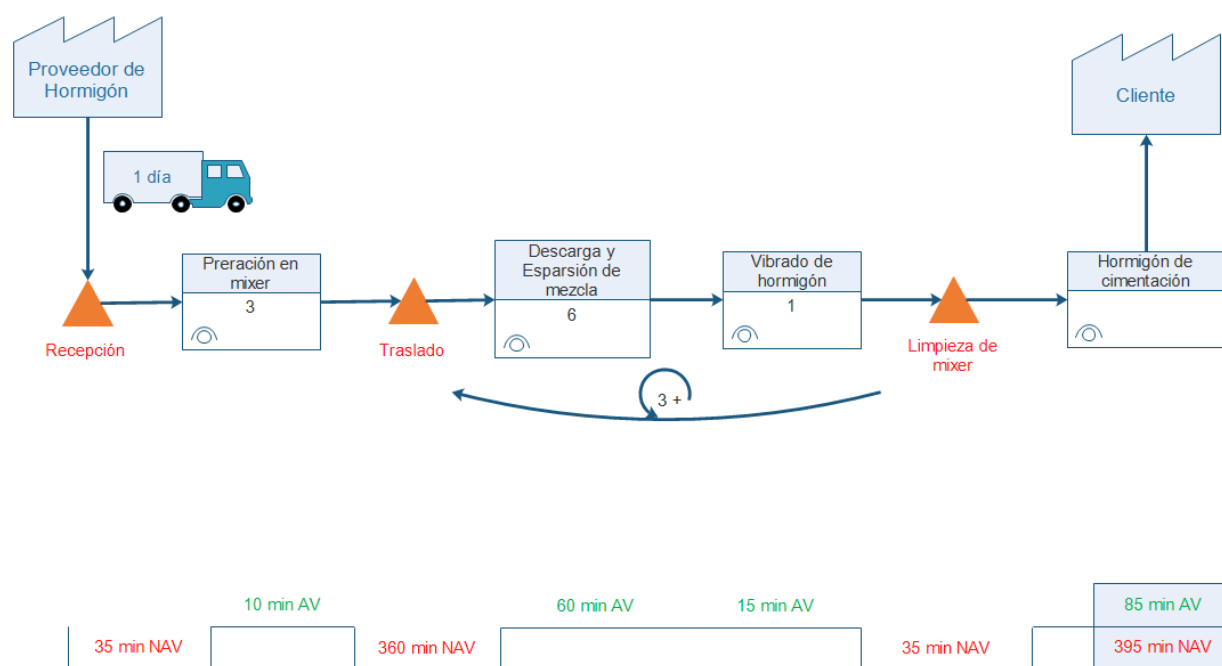 Proveedor de
Hormigón
Cliente
1 día
Preración en
mixer
3
Descarga y
Esparsión de
mezcla
6
Vibrado de
hormigón
1
Hormigón de
cimentación
Recepción
Traslado
Limpieza de
mixer
3 +
10 min AV
60 min AV
15 min AV
85 min AV
35 min NAV
360 min NAV
35 min NAV
395 min NAV